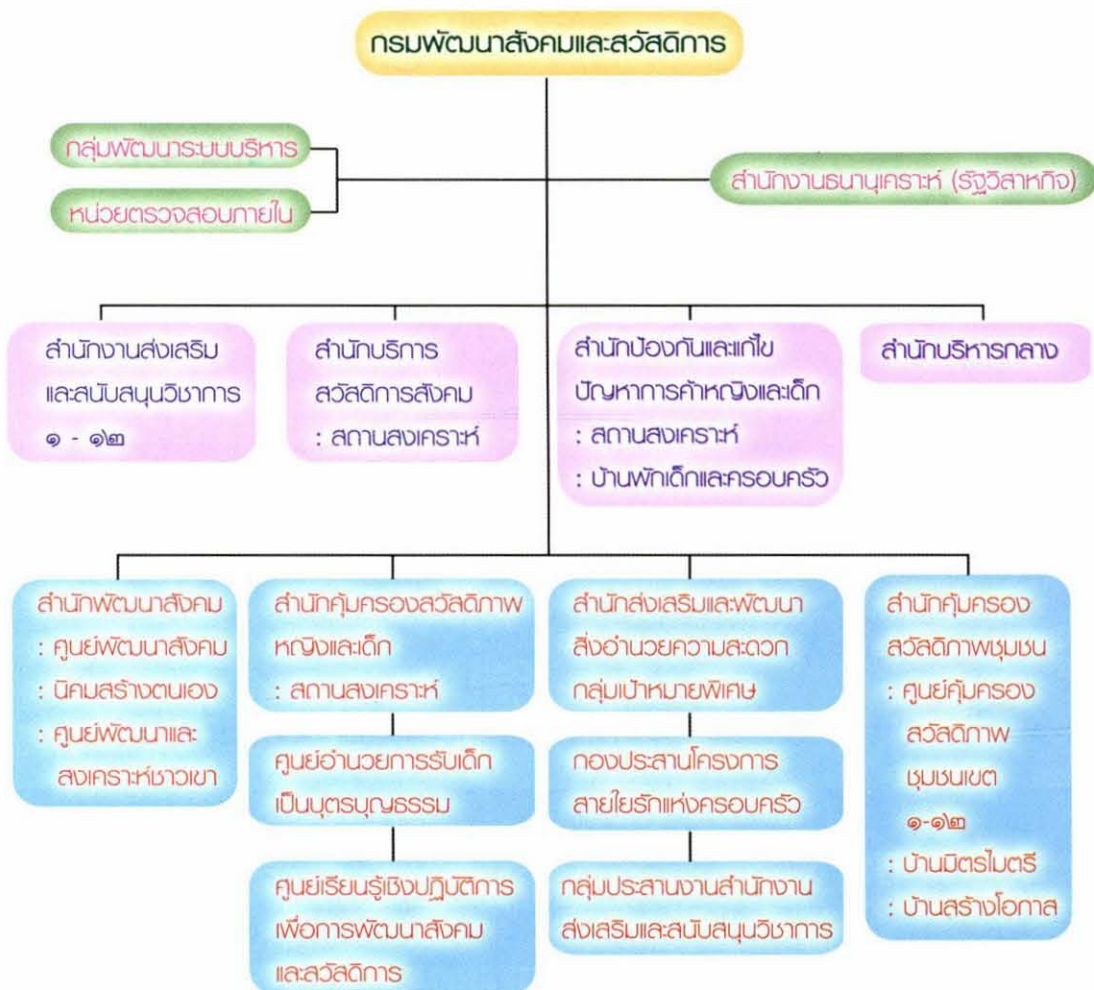 กรมพัฒนาสังคมและสวัสดิการ
กลุ่มพัฒนาระบบบริหาร
หน่วยตรวจสอบภายใน
สำนักงานธนานุเคราะห์ (รัฐวิสาหกิจ)
สำนักงานส่งเสริม
และสนับสนุนวิชาการ
๑ - ๑๒
สำนักบริการ
สวัสดิการสังคม
: สถานสงเคราะห์
สำนักป้องกันและแก้ไข
ปัญหาการค้าหญิงและเด็ก
: สถานสงเคราะห์
: บ้านพักเด็กและครอบครัว
สำนักบริหารกลาง
สำนักพัฒนาสังคม
: ศูนย์พัฒนาสังคม
: นิคมสร้างตนเอง
: ศูนย์พัฒนาและ
สงเคราะห์ชาวเขา
สำนักคุ้มครองสวัสดิภาพ
หญิงและเด็ก
: สถานสงเคราะห์
ศูนย์อำนวยการรับเด็ก
เป็นบุตรบุญธรรม
ศูนย์เรียนรู้เชิงปฏิบัติการ
เพื่อการพัฒนาสังคม
และสวัสดิการ
สำนักส่งเสริมและพัฒนา
สิ่งอำนวยความสะดวก
กลุ่มเป้าหมายพิเศษ
กองประสานโครงการ
สายใยรักแห่งครอบครัว
กลุ่มประสานงานสำนักงาน
ส่งเสริมและสนับสนุนวิชาการ
สำนักคุ้มครอง
สวัสดิภาพชุมชน
: ศูนย์คุ้มครอง
สวัสดิภาพ
ชุมชนเขต
๑-๑๒
: บ้านมิตรไมตรี
: บ้านสร้างโอกาส